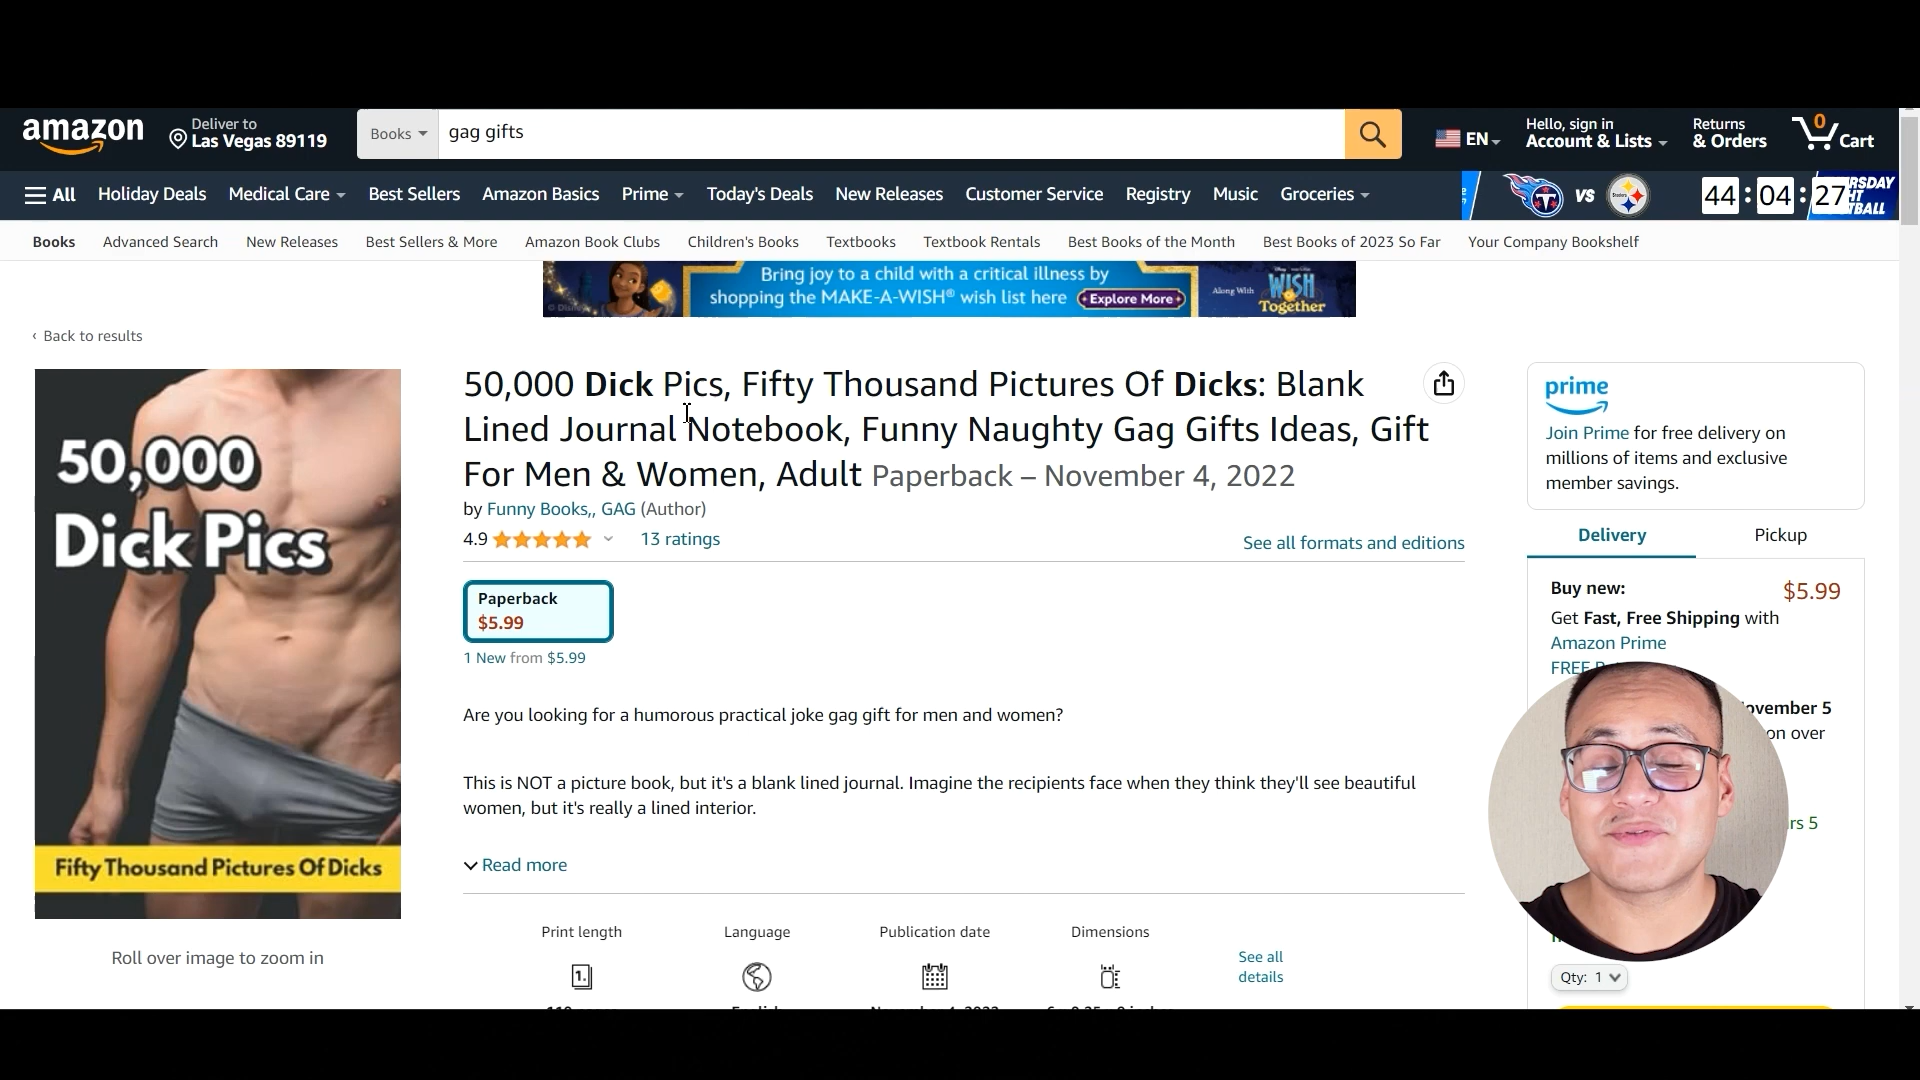 amazon
Deliver to
Las Vegas 89119
Books
gag gifts
EN
Hello, sign in
Account & Lists
Returns
& Orders
0
Cart
All
Holiday Deals
Medical Care
Best Sellers
Amazon Basics
Prime
Today's Deals
New Releases
Customer Service
Registry
Music
Groceries
VS
44:04:27
Books
Advanced Search
New Releases
Best Sellers & More
Amazon Book Clubs
Children's Books
Textbooks
Textbook Rentals
Best Books of the Month
Best Books of 2023 So Far
Your Company Bookshelf
Bring joy to a child with a critical illness by
shopping the MAKE-A-WISH® wish list here
Explore More
Along With
WISH
Together
‹ Back to results
50,000
Dick Pics
Fifty Thousand Pictures Of Dicks
Roll over image to zoom in
50,000 Dick Pics, Fifty Thousand Pictures Of Dicks: Blank
Lined Journal Notebook, Funny Naughty Gag Gifts Ideas, Gift
For Men & Women, Adult Paperback – November 4, 2022
by Funny Books,, GAG (Author)
4.9
13 ratings
See all formats and editions
Paperback
$5.99
1 New from $5.99
Are you looking for a humorous practical joke gag gift for men and women?
This is NOT a picture book, but it's a blank lined journal. Imagine the recipients face when they think they'll see beautiful
women, but it's really a lined interior.
Read more
Print length
Language
Publication date
Dimensions
See all
details
prime
Join Prime for free delivery on
millions of items and exclusive
member savings.
Delivery
Pickup
Buy new:
$5.99
Get Fast, Free Shipping with
Amazon Prime
FREE
5
on over
5
Qty: 1